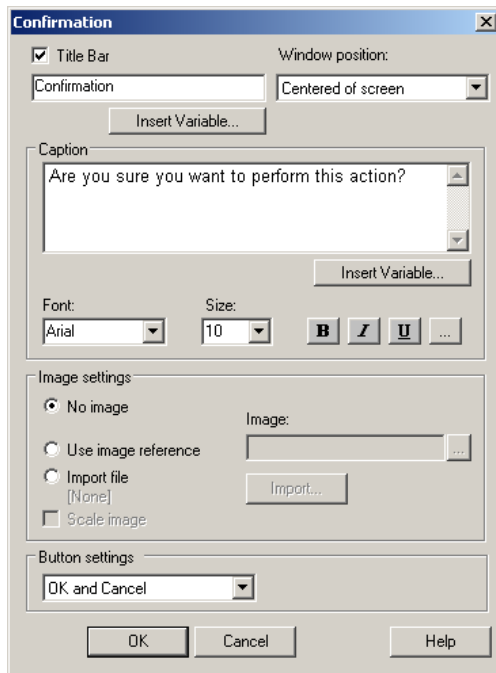 Confirmation
Title Bar
Window position:
Confirmation
Centered of screen
Insert Variable...
Caption
Are you sure you want to perform this action?
Insert Variable...
Font:
Size:
Arial
10
B I U ...
Image settings
No image
Image:
Use image reference
...
Import file
[None]
Import...
Scale image
Button settings
OK and Cancel
OK
Cancel
Help